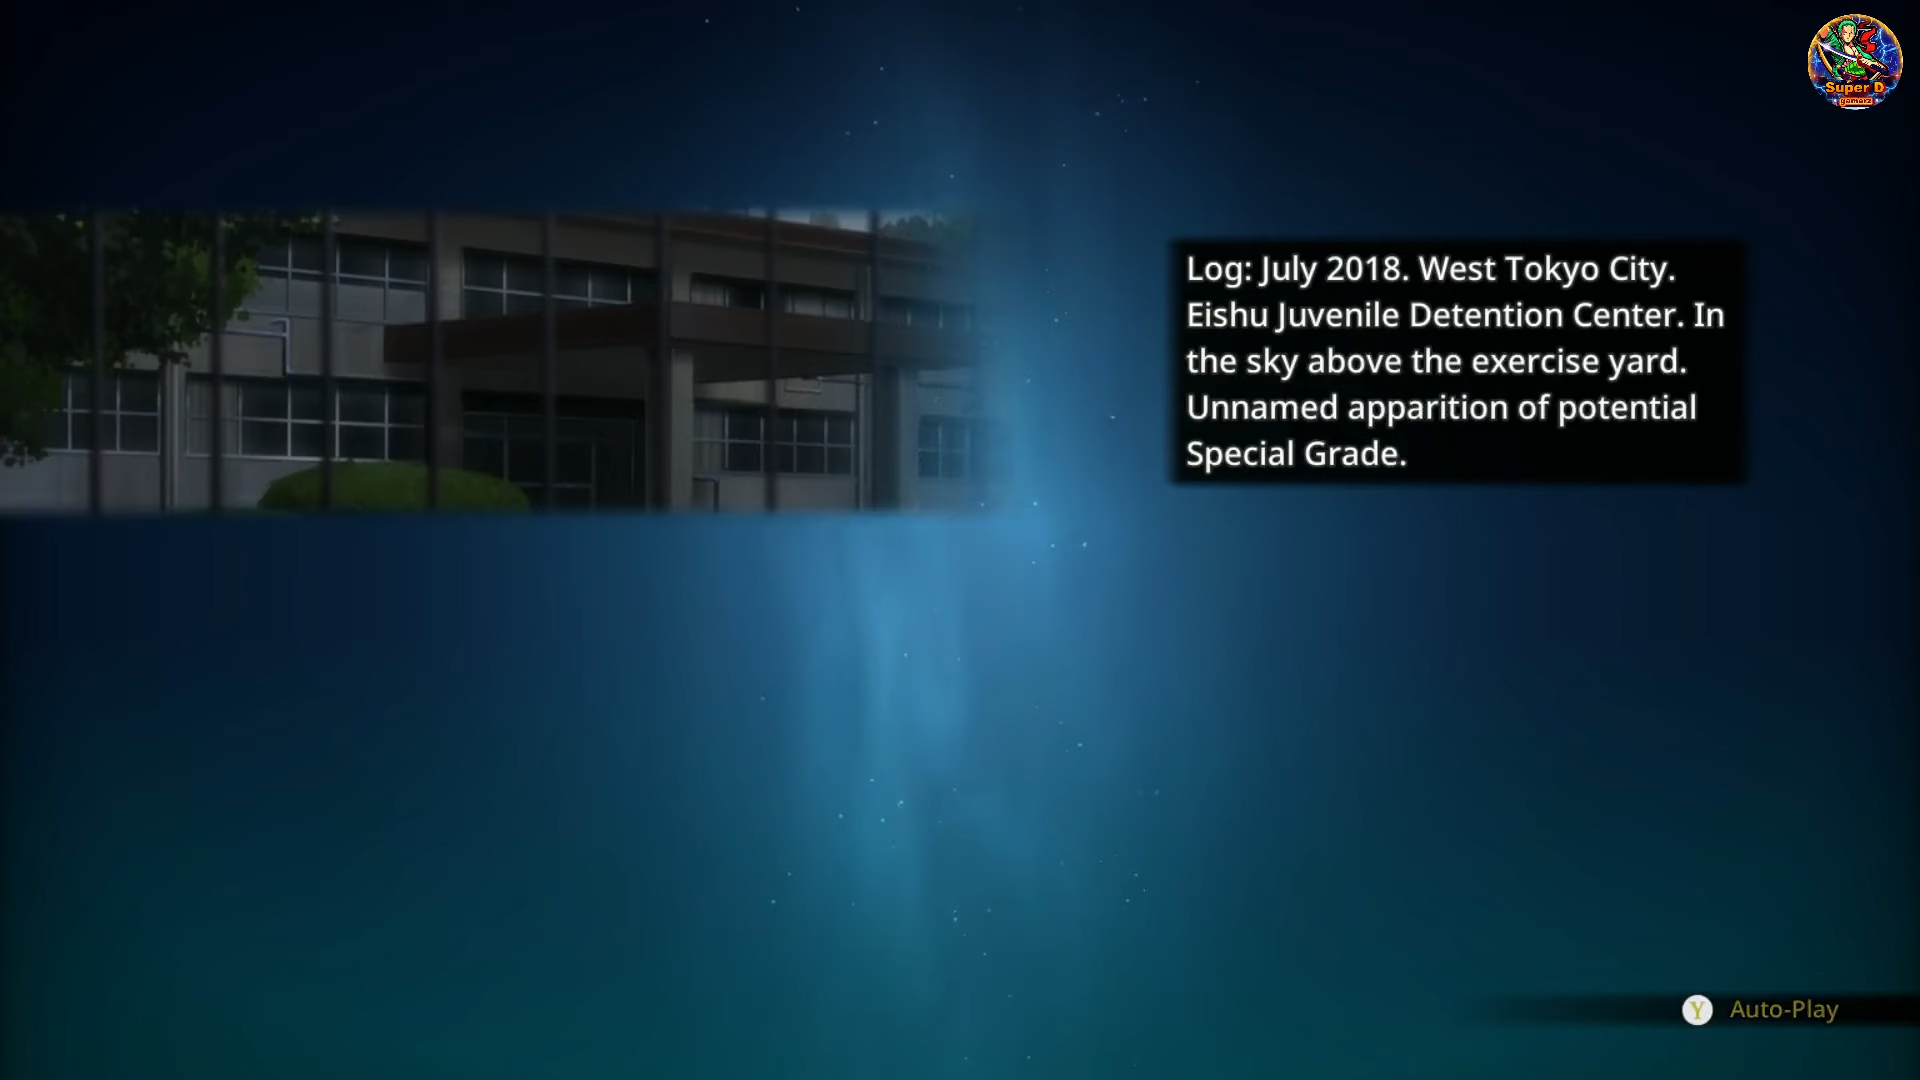 Super D
gamerz
Log: July 2018. West Tokyo City.
Eishu Juvenile Detention Center. In
the sky above the exercise yard.
Unnamed apparition of potential
Special Grade.
Y Auto-Play